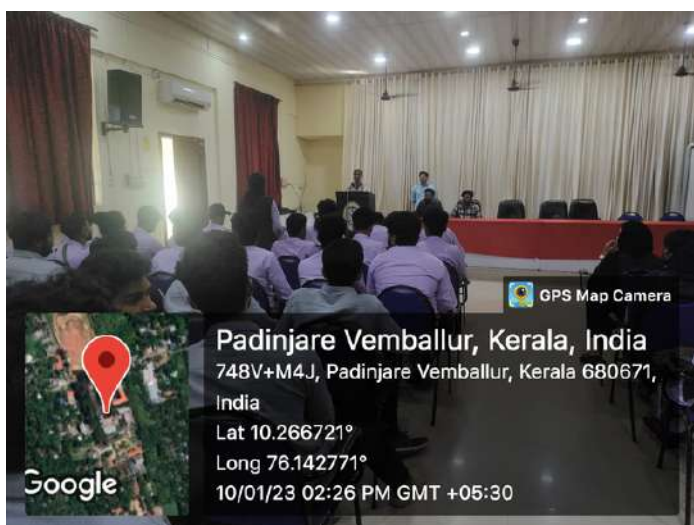 GPS Map Camera
Padinjare Vemballur, Kerala, India
748V+M4J, Padinjare Vemballur, Kerala 680671,
India
Lat 10.266721°
Long 76.142771°
10/01/23 02:26 PM GMT +05:30
Google